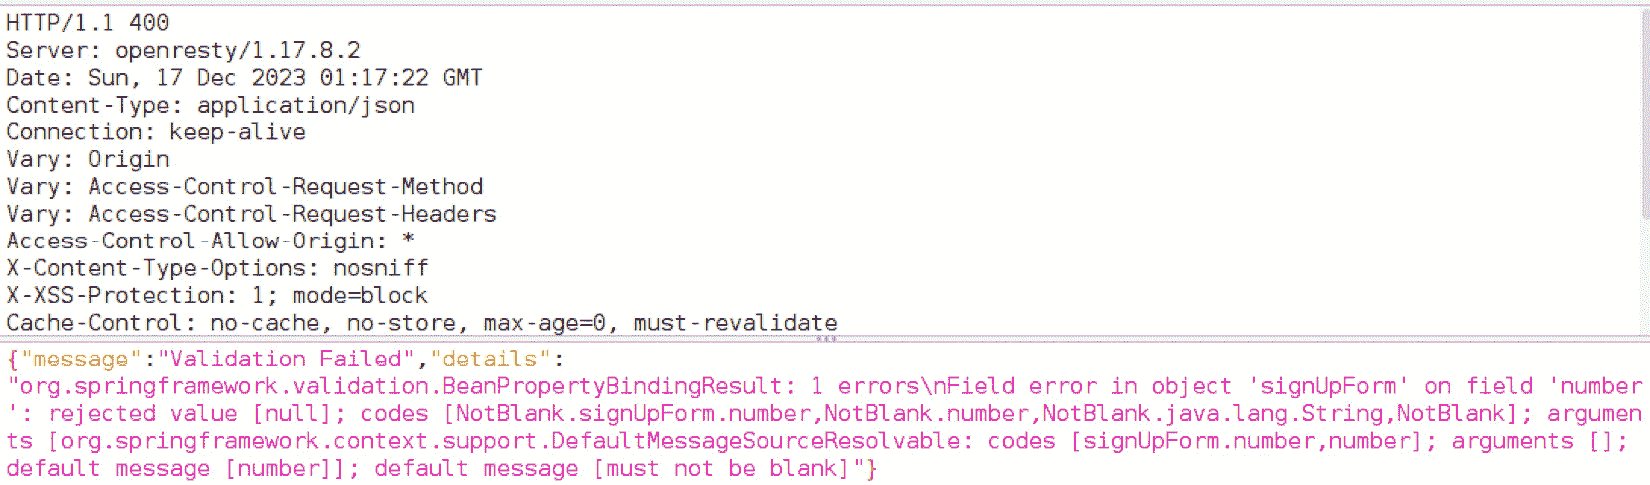 HTTP/1.1 400
Server: openresty/1.17.8.2
Date: Sun, 17 Dec 2023 01:17:22 GMT
Content-Type: application/json
Connection: keep-alive
Vary: Origin
Vary: Access-Control-Request-Method
Vary: Access-Control-Request-Headers
Access-Control-Allow-Origin: *
X-Content-Type-Options: nosniff
X-XSS-Protection: 1; mode=block
Cache-Control: no-cache, no-store, max-age=0, must-revalidate
{"message":"Validation Failed","details":
"org.springframework.validation.BeanPropertyBindingResult: 1 errors\nField error in object 'signUpForm' on field 'number
': rejected value [null]; codes [NotBlank.signUpForm.number,NotBlank.number,NotBlank.java.lang.String,NotBlank]; argumen
ts [org.springframework.context.support.DefaultMessageSourceResolvable: codes [signUpForm.number,number]; arguments [];
default message [number]]; default message [must not be blank]"}